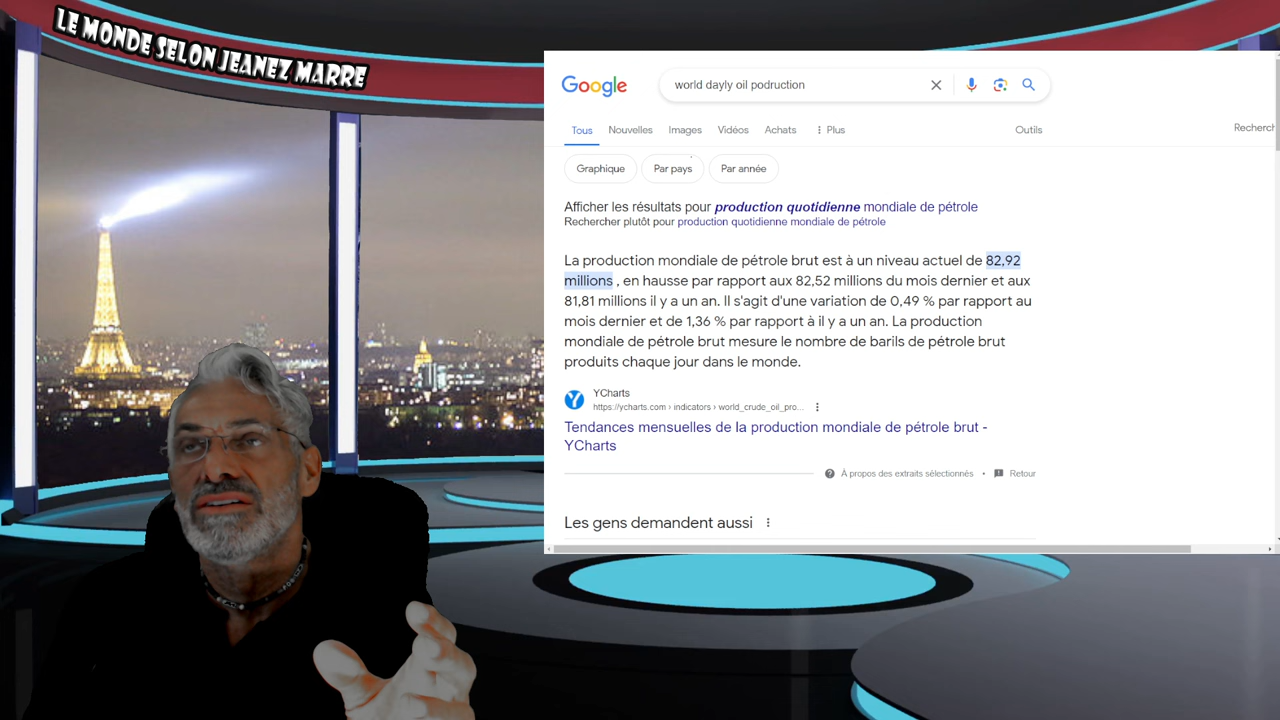 LE MONDE SELON JEANEZ MARRE
Google
world dayly oil podruction
Tous Nouvelles Images Vidéos Achats Plus Outils
Recherch
Graphique Par pays Par année
Afficher les résultats pour production quotidienne mondiale de pétrole
Rechercher plutôt pour production quotidienne mondiale de pétrole
La production mondiale de pétrole brut est à un niveau actuel de 82,92
millions , en hausse par rapport aux 82,52 millions du mois dernier et aux
81,81 millions il y a un an. Il s'agit d'une variation de 0,49 % par rapport au
mois dernier et de 1,36 % par rapport à il y a un an. La production
mondiale de pétrole brut mesure le nombre de barils de pétrole brut
produits chaque jour dans le monde.
YCharts
https://ycharts.com › indicators › world_crude_oil_pro...
Tendances mensuelles de la production mondiale de pétrole brut -
YCharts
À propos des extraits sélectionnés • Retour
Les gens demandent aussi